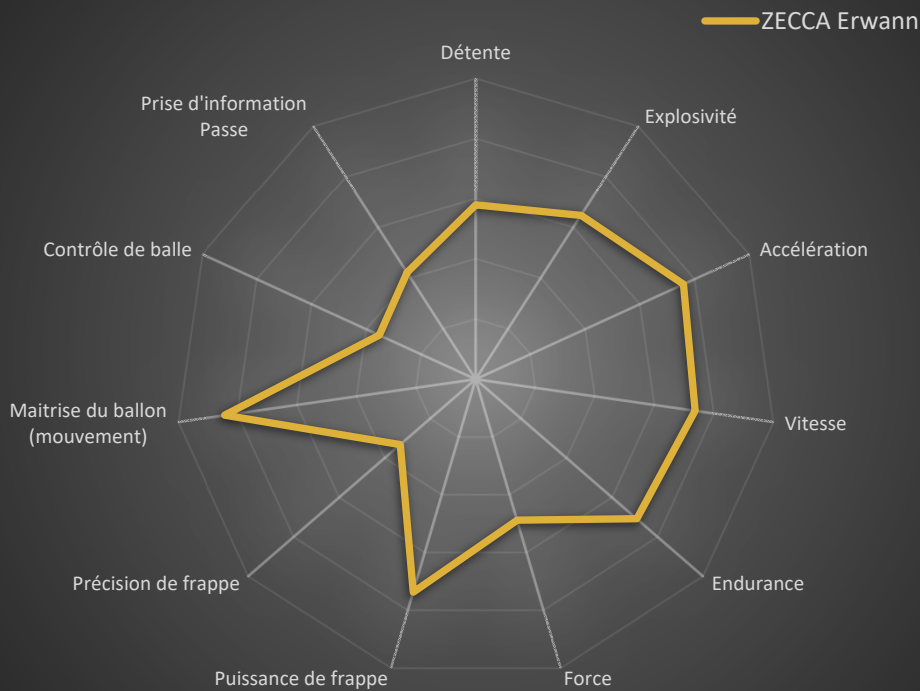 ZECCA Erwann
Détente
Explosivité
Accélération
Vitesse
Endurance
Force
Puissance de frappe
Précision de frappe
Maitrise du ballon
(mouvement)
Contrôle de balle
Prise d'information
Passe